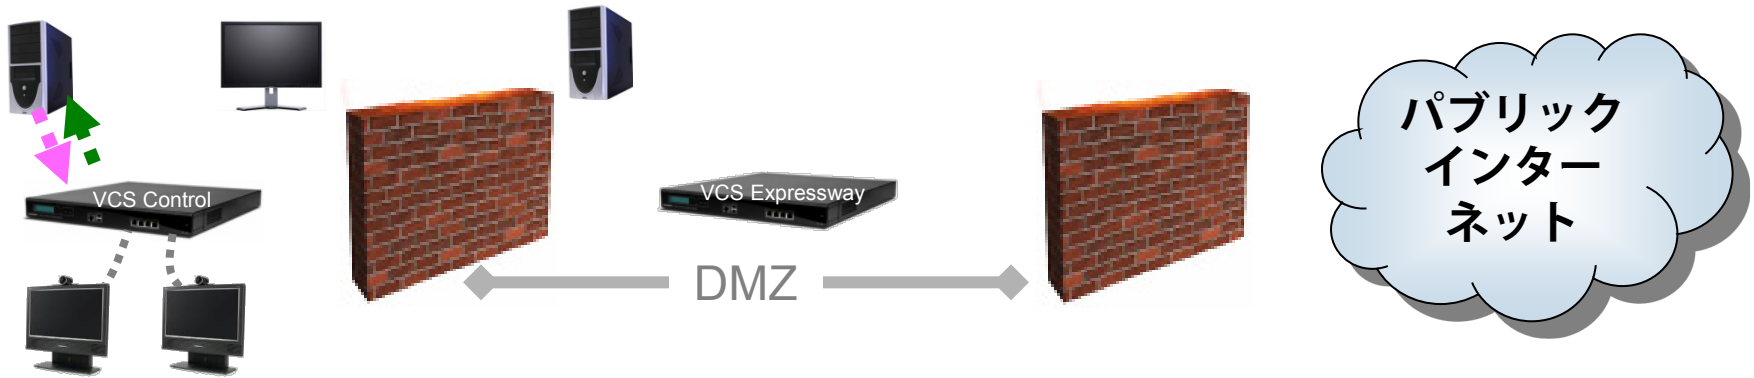 VCS Control
VCS Expressway
DMZ
パブリック
インター
ネット